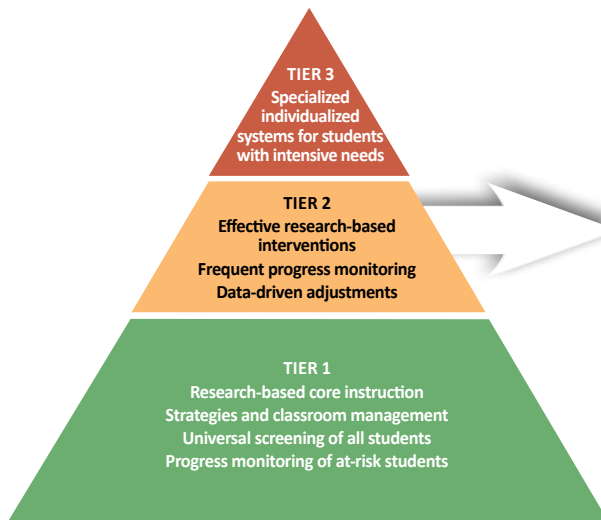 TIER 3
Specialized
individualized
systems for students
with intensive needs
TIER 2
Effective research-based
interventions
Frequent progress monitoring
Data-driven adjustments
TIER 1
Research-based core instruction
Strategies and classroom management
Universal screening of all students
Progress monitoring of at-risk students